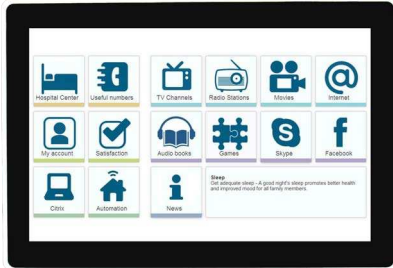 Hospital Center
Useful numbers
TV Channels
Radio Stations
Movies
Internet
My account
Satisfaction
Audio books
Games
Skype
Facebook
Citrix
Automation
News
Sleep
Get adequate sleep - A good night's sleep promotes better health
and improved mood for all family members.